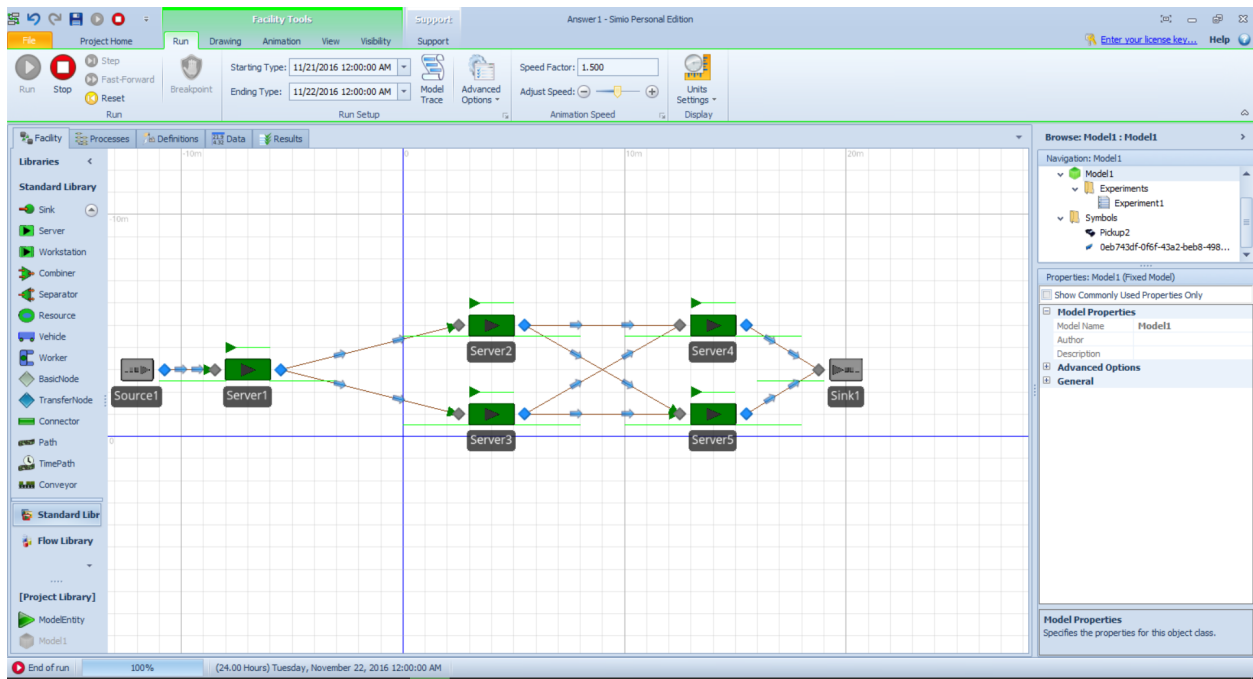 Facility Tools Support Answer1 - Simio Personal Edition
File Project Home Run Drawing Animation View Visibility Support Enter your license key... Help
Run Stop Step Fast-Forward Reset Breakpoint
Starting Type: 11/21/2016 12:00:00 AM
Ending Type: 11/22/2016 12:00:00 AM
Model Trace
Advanced Options
Speed Factor: 1.500
Adjust Speed:
Units Settings
Run Run Setup Animation Speed Display
Facility Processes Definitions Data Results
Libraries
Standard Library
Sink
Server
Workstation
Combiner
Separator
Resource
Vehicle
Worker
BasicNode
TransferNode
Connector
Path
TimePath
Conveyor
Standard Libr
Flow Library
[Project Library]
ModelEntity
Model1
-10m 0 10m 20m
-10m
0
Source1
Server1
Server2
Server3
Server4
Server5
Sink1
Browse: Model1 : Model1
Navigation: Model1
Model1
Experiments
Experiment1
Symbols
Pickup2
0eb743df-0f6f-43a2-beb8-498...
Properties: Model1 (Fixed Model)
Show Commonly Used Properties Only
Model Properties
Model Name Model1
Author
Description
Advanced Options
General
Model Properties
Specifies the properties for this object class.
End of run 100% (24.00 Hours) Tuesday, November 22, 2016 12:00:00 AM